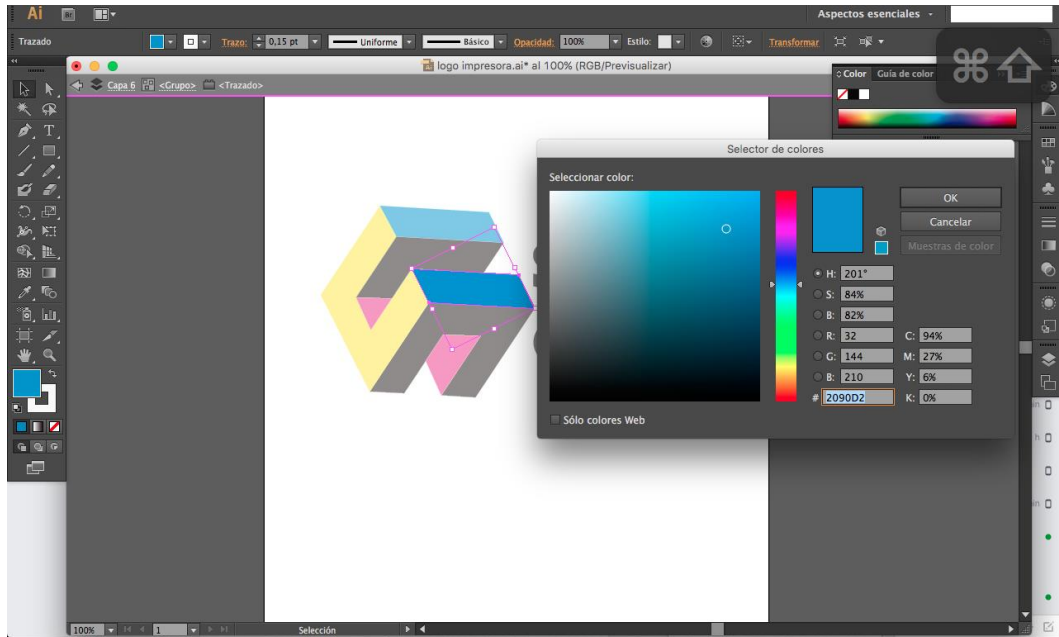 Ai Br Aspectos esenciales
Trazado Trazo: 0,15 pt Uniforme Básico Opacidad: 100% Estilo: Transformar
logo impresora.ai* al 100% (RGB/Previsualizar)
Color Guía de color
⌘⇧
Capa 6 <Grupo> <Trazado>
Selector de colores
Seleccionar color:
OK
Cancelar
Muestras de color
H: 201°
S: 84%
B: 82%
R: 32 C: 94%
G: 144 M: 27%
B: 210 Y: 6%
# 2090D2 K: 0%
Sólo colores Web
100% 1 Selección